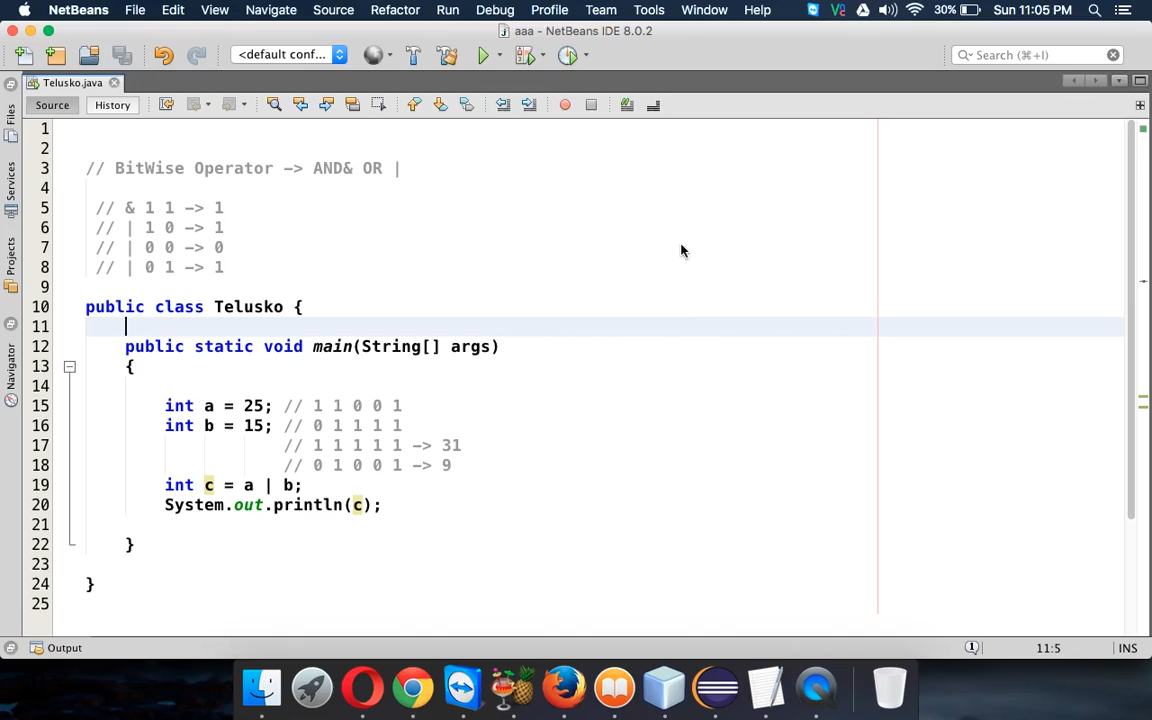 NetBeans File Edit View Navigate Source Refactor Run Debug Profile Team Tools Window Help 30% Sun 11:05 PM
aaa - NetBeans IDE 8.0.2
<default conf... Search (⌘+I)
Telusko.java
Source History
Files
Services
Projects
Navigator
1
2
3 // BitWise Operator -> AND& OR |
4
5 // & 1 1 -> 1
6 // | 1 0 -> 1
7 // | 0 0 -> 0
8 // | 0 1 -> 1
9
10 public class Telusko {
11
12 public static void main(String[] args)
13 {
14
15 int a = 25; // 1 1 0 0 1
16 int b = 15; // 0 1 1 1 1
17 // 1 1 1 1 1 -> 31
18 // 0 1 0 0 1 -> 9
19 int c = a | b;
20 System.out.println(c);
21
22 }
23
24 }
25
Output 1 11:5 INS